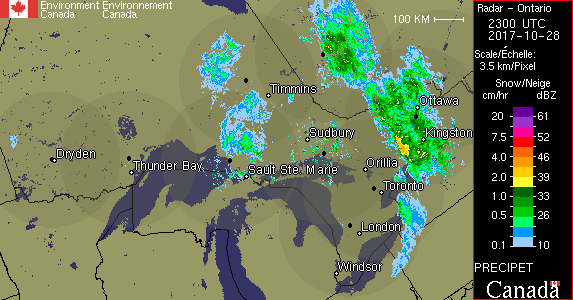 Environment Environnement
Canada Canada
100 KM
Timmins
Ottawa
Sudbury
Kingston
Dryden
Thunder Bay
Sault Ste. Marie
Orillia
Toronto
London
Windsor
Radar - Ontario
2300 UTC
2017-10-28
Scale/Échelle:
3.5 km/Pixel
Snow/Neige
cm/hr dBZ
20 61
7.5 52
4.0 46
2.0 39
1.0 33
0.5 26
0.1 10
PRECIPET
Canada